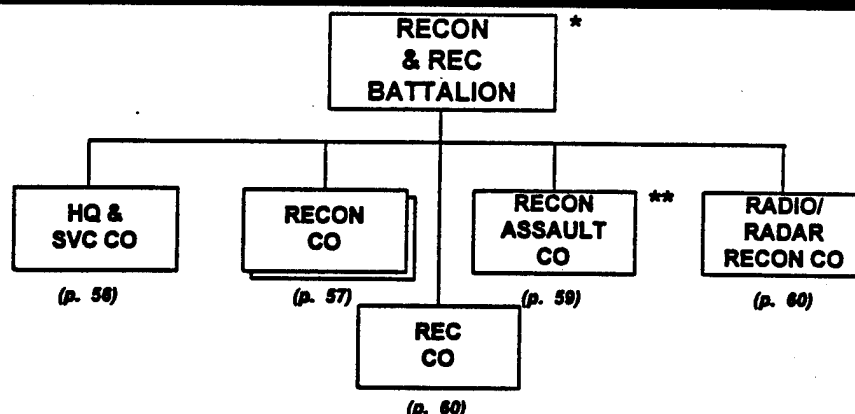 RECON
& REC
BATTALION
*
HQ &
SVC CO
(p. 56)
RECON
CO
(p. 57)
RECON
ASSAULT
CO
**
(p. 59)
RADIO/
RADAR
RECON CO
(p. 60)
REC
CO
(p. 60)